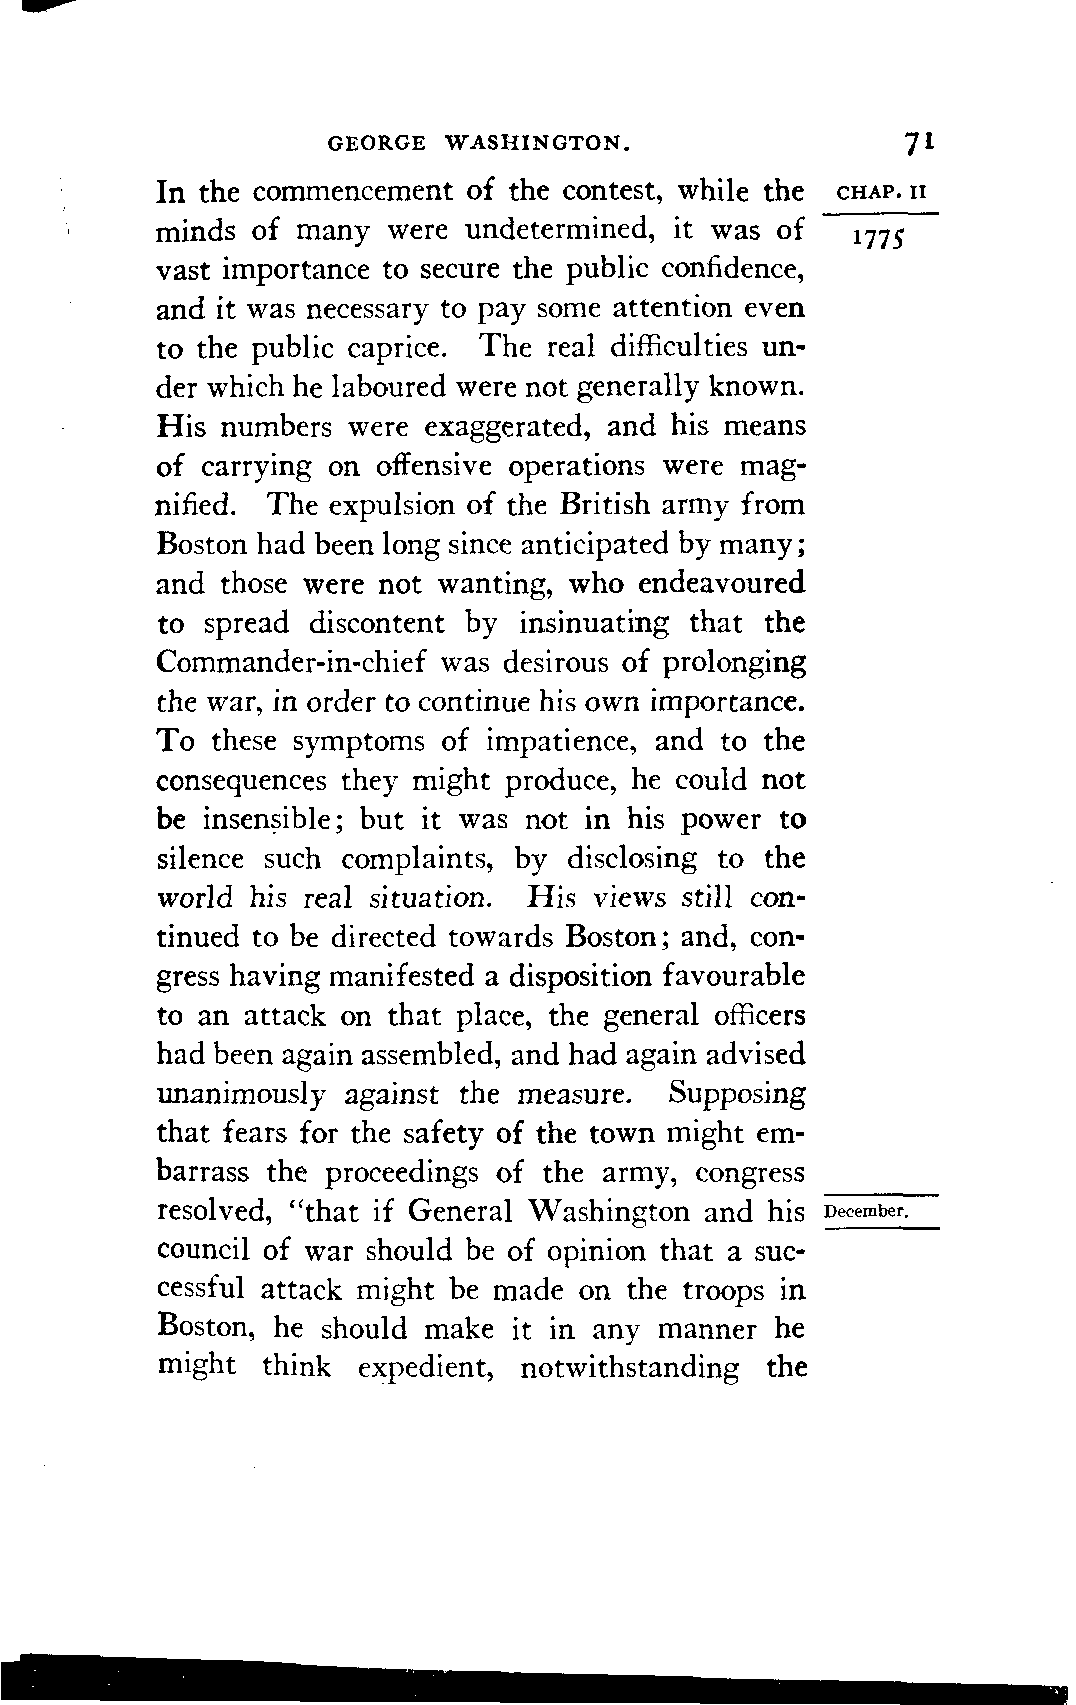 GEORGE WASHINGTON. 71
In the commencement of the contest, while the CHAP. II
minds of many were undetermined, it was of 1775
vast importance to secure the public confidence,
and it was necessary to pay some attention even
to the public caprice. The real difficulties un-
der which he laboured were not generally known.
His numbers were exaggerated, and his means
of carrying on offensive operations were mag-
nified. The expulsion of the British army from
Boston had been long since anticipated by many;
and those were not wanting, who endeavoured
to spread discontent by insinuating that the
Commander-in-chief was desirous of prolonging
the war, in order to continue his own importance.
To these symptoms of impatience, and to the
consequences they might produce, he could not
be insensible; but it was not in his power to
silence such complaints, by disclosing to the
world his real situation. His views still con-
tinued to be directed towards Boston; and, con-
gress having manifested a disposition favourable
to an attack on that place, the general officers
had been again assembled, and had again advised
unanimously against the measure. Supposing
that fears for the safety of the town might em-
barrass the proceedings of the army, congress
resolved, "that if General Washington and his December.
council of war should be of opinion that a suc-
cessful attack might be made on the troops in
Boston, he should make it in any manner he
might think expedient, notwithstanding the